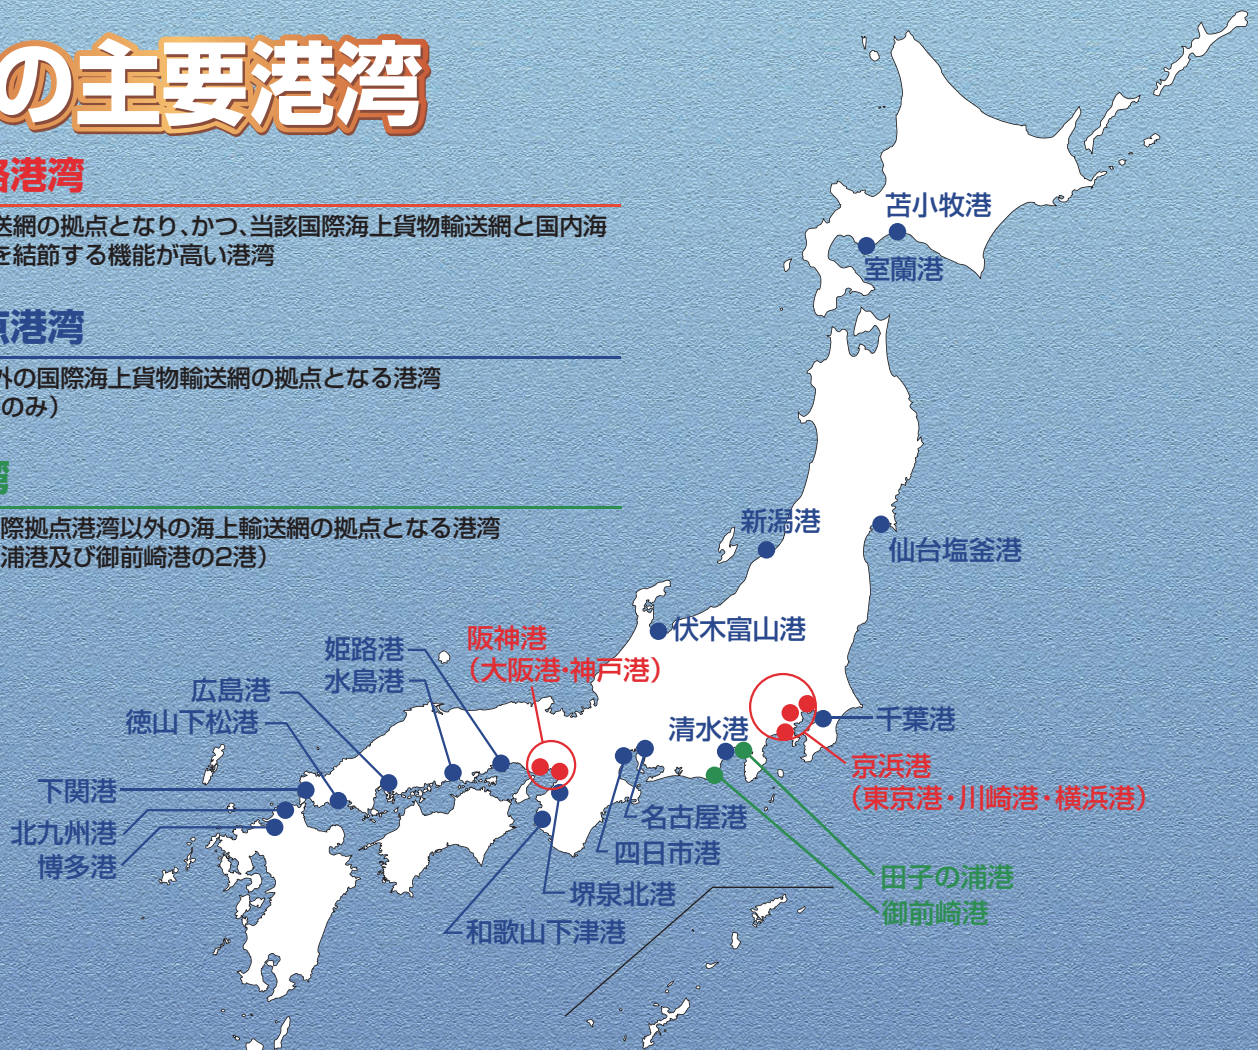 の主要港湾
路港湾
送網の拠点となり、かつ、当該国際海上貨物輸送網と国内海
を結節する機能が高い港湾
点港湾
外の国際海上貨物輸送網の拠点となる港湾
のみ）
湾
際拠点港湾以外の海上輸送網の拠点となる港湾
浦港及び御前崎港の2港）
苫小牧港
室蘭港
新潟港
仙台塩釜港
伏木富山港
阪神港
（大阪港・神戸港）
姫路港
水島港
広島港
徳山下松港
下関港
北九州港
博多港
清水港
千葉港
京浜港
（東京港・川崎港・横浜港）
名古屋港
四日市港
堺泉北港
和歌山下津港
田子の浦港
御前崎港